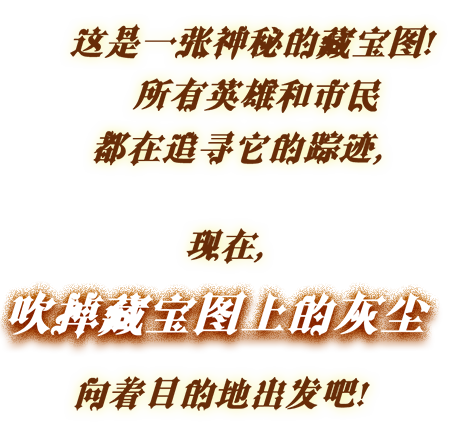 这是一张神秘的藏宝图!
所有英雄和市民
都在追寻它的踪迹,
现在,
吹掉藏宝图上的灰尘
向着目的地出发吧!